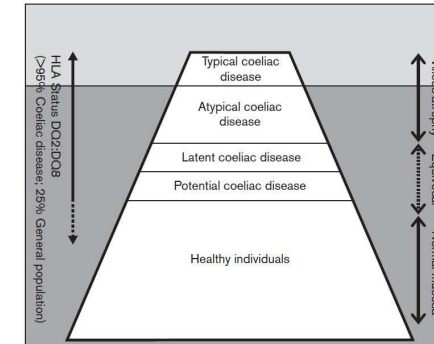 Typical coeliac
disease
Atypical coeliac
disease
Latent coeliac disease
Potential coeliac disease
Healthy individuals
HLA Status DQ2:DQ8
(>95% Coeliac disease; 25% General population)